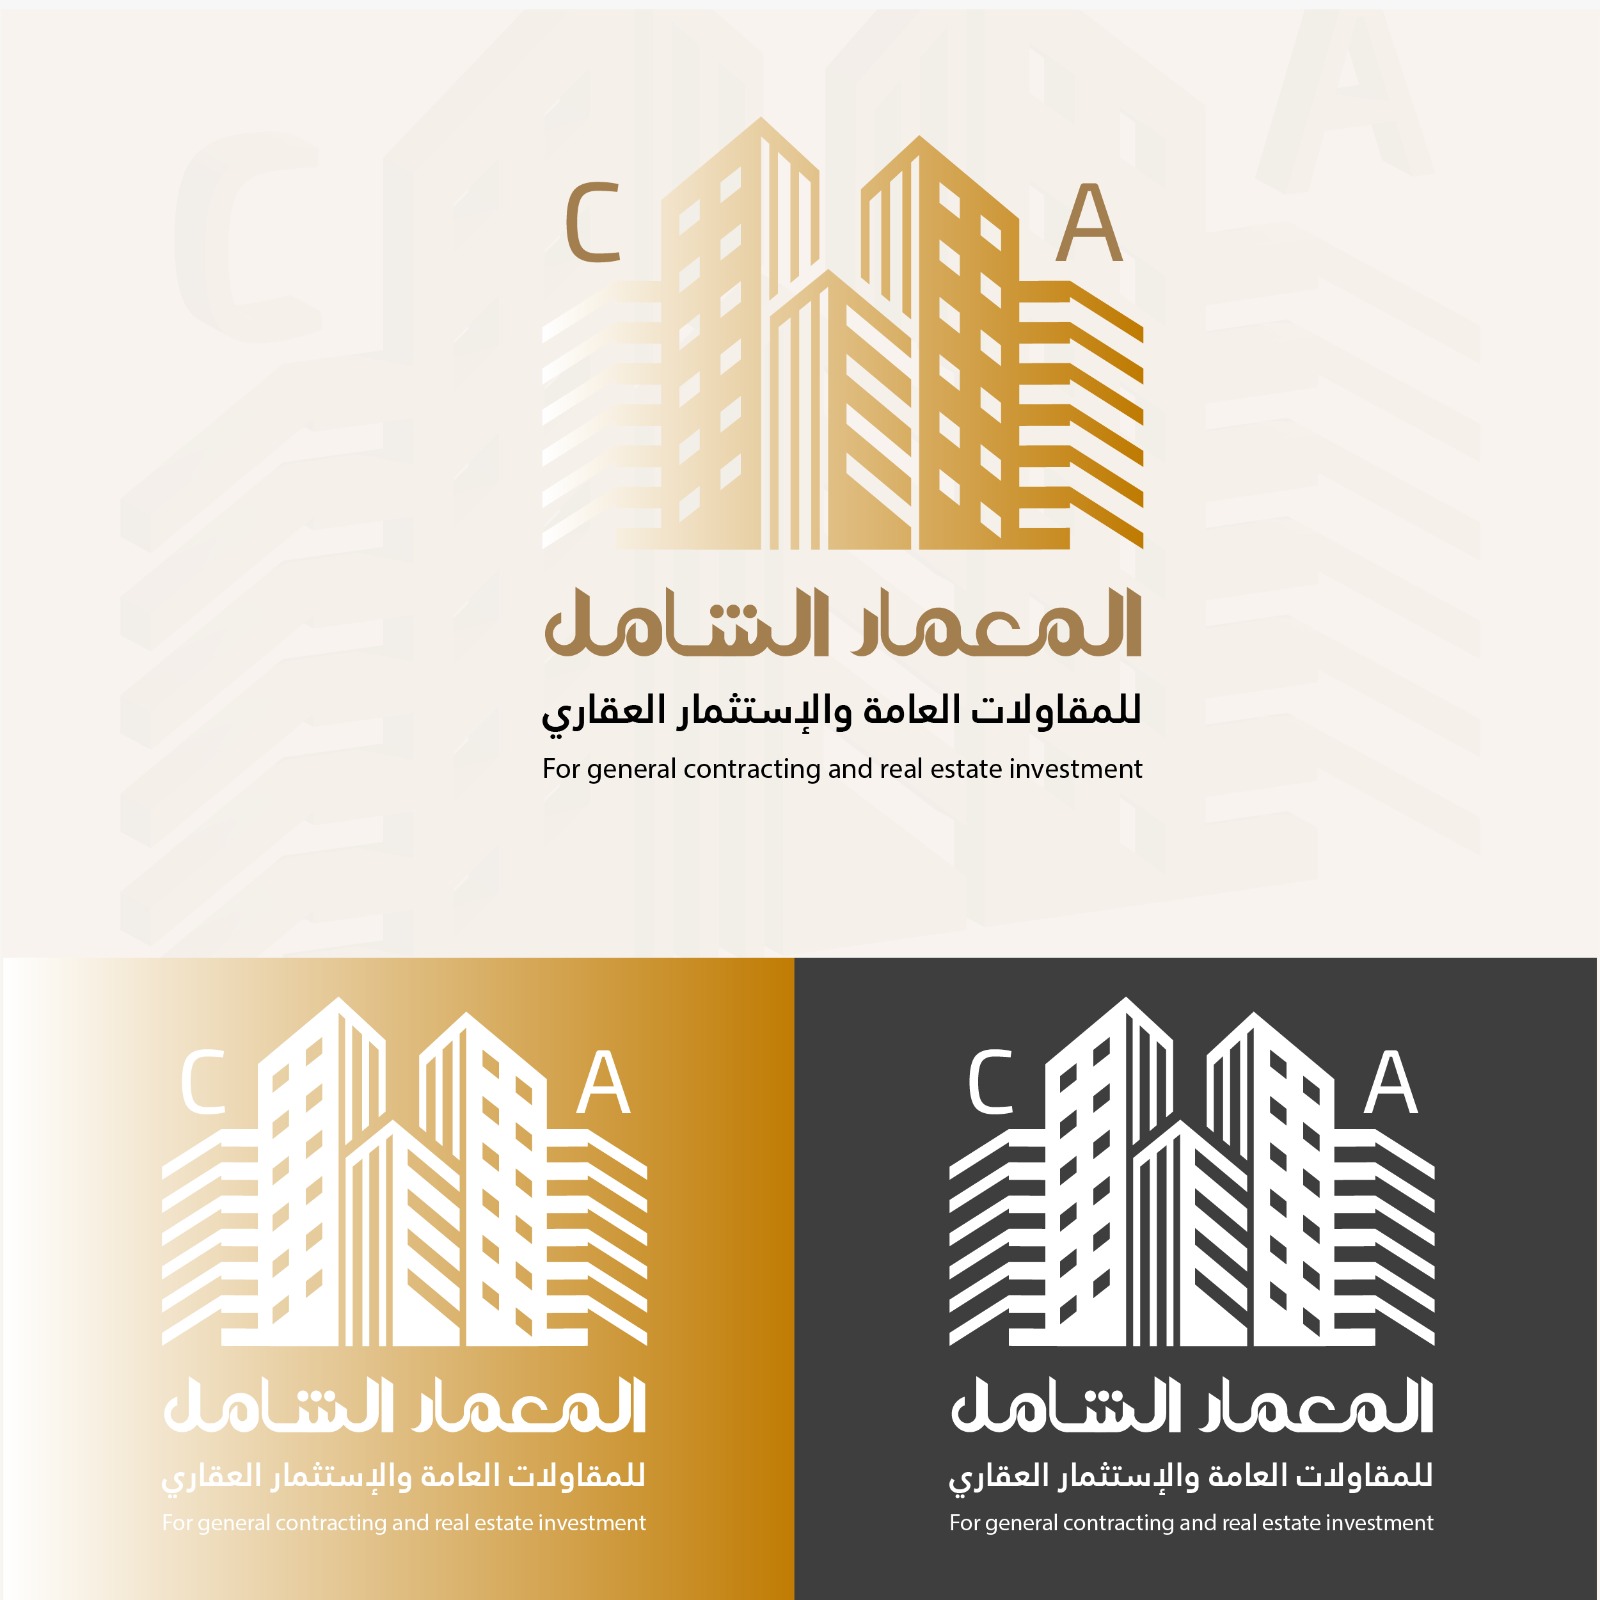 C A
المعمار الشامل
للمقاولات العامة والإستثمار العقاري
For general contracting and real estate investment
C A
المعمار الشامل
للمقاولات العامة والإستثمار العقاري
For general contracting and real estate investment
C A
المعمار الشامل
للمقاولات العامة والإستثمار العقاري
For general contracting and real estate investment